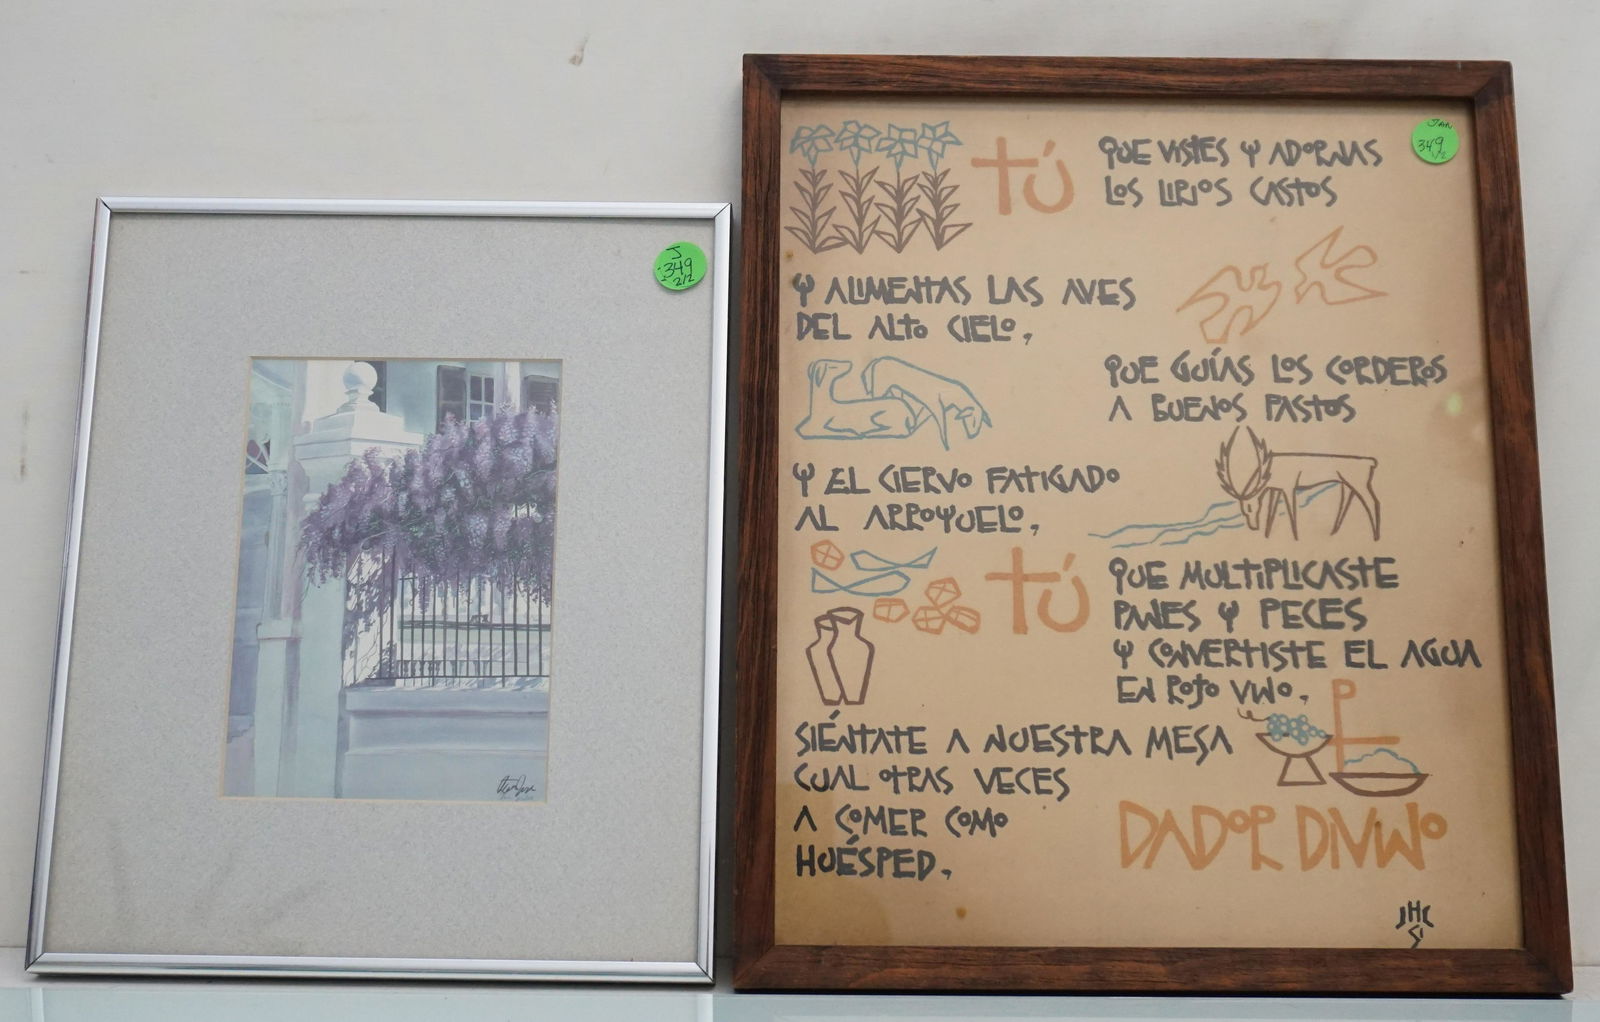 J
349
2/2
JAN
349
1/2
TÚ QUE VISTES Y ADORNAS
LOS LIRIOS CASTOS
Y ALIMENTAS LAS AVES
DEL ALTO CIELO,
QUE GUÍAS LOS CORDEROS
A BUENOS PASTOS
Y EL CIERVO FATIGADO
AL ARROYUELO,
TÚ QUE MULTIPLICASTE
PANES Y PECES
Y CONVERTISTE EL AGUA
EN ROJO VINO,
SIÉNTATE A NUESTRA MESA
CUAL OTRAS VECES
A COMER COMO
HUÉSPED,
DADOR DIVINO
JHC